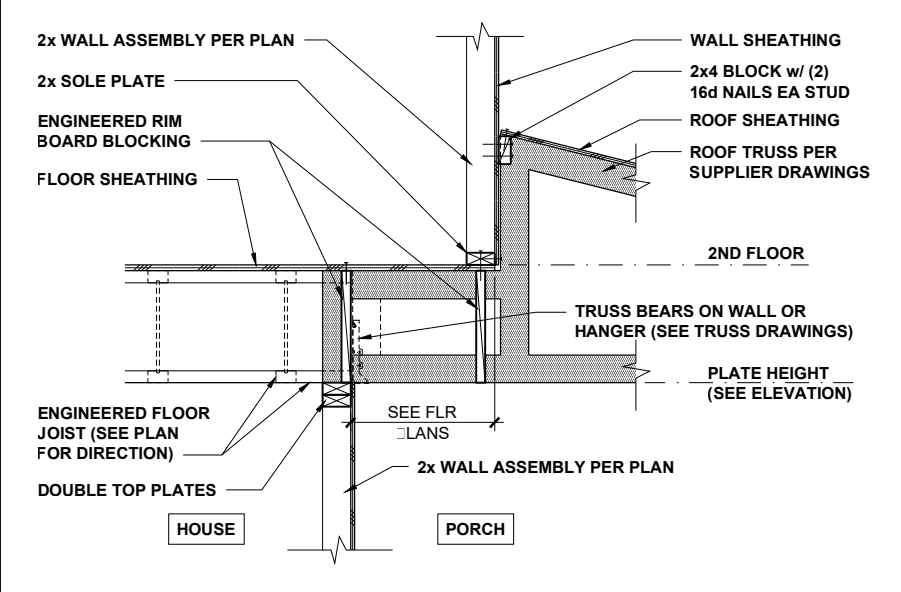 2x WALL ASSEMBLY PER PLAN
2x SOLE PLATE
ENGINEERED RIM
BOARD BLOCKING
FLOOR SHEATHING
WALL SHEATHING
2x4 BLOCK w/ (2)
16d NAILS EA STUD
ROOF SHEATHING
ROOF TRUSS PER
SUPPLIER DRAWINGS
2ND FLOOR
TRUSS BEARS ON WALL OR
HANGER (SEE TRUSS DRAWINGS)
PLATE HEIGHT
(SEE ELEVATION)
ENGINEERED FLOOR
JOIST (SEE PLAN
FOR DIRECTION)
DOUBLE TOP PLATES
SEE FLR
LANS
2x WALL ASSEMBLY PER PLAN
HOUSE
PORCH